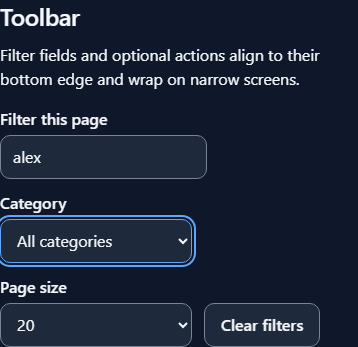 Toolbar
Filter fields and optional actions align to their
bottom edge and wrap on narrow screens.
Filter this page
alex
Category
All categories
Page size
20
Clear filters